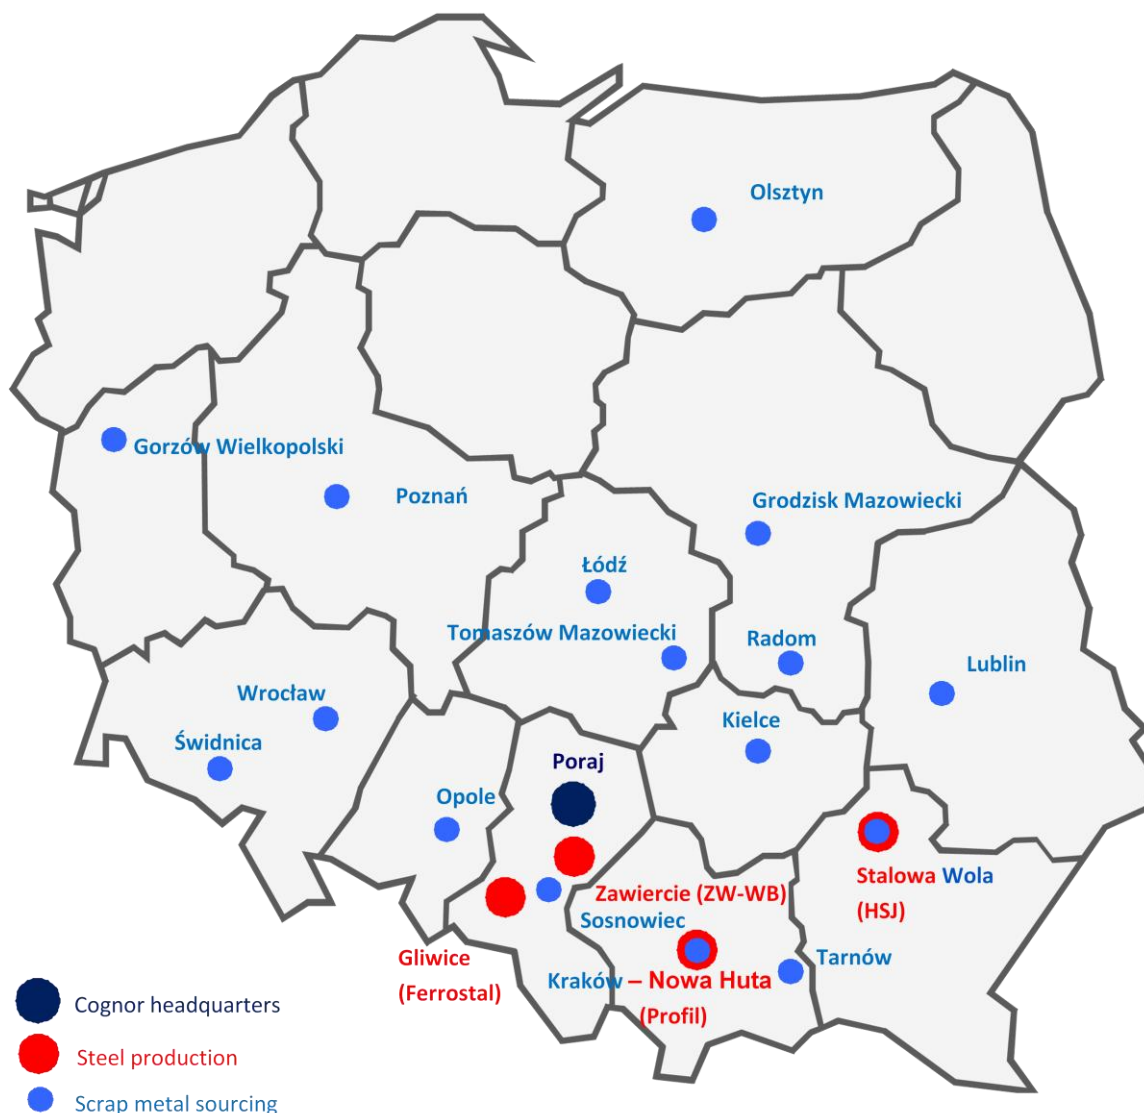 Olsztyn
Gorzów Wielkopolski
Poznań
Grodzisk Mazowiecki
Łódź
Tomaszów Mazowiecki
Radom
Lublin
Wrocław
Kielce
Świdnica
Poraj
Opole
Stalowa Wola
(HSJ)
Zawiercie (ZW-WB)
Sosnowiec
Gliwice
(Ferrostal)
Tarnów
Kraków – Nowa Huta
(Profil)
Cognor headquarters
Steel production
Scrap metal sourcing